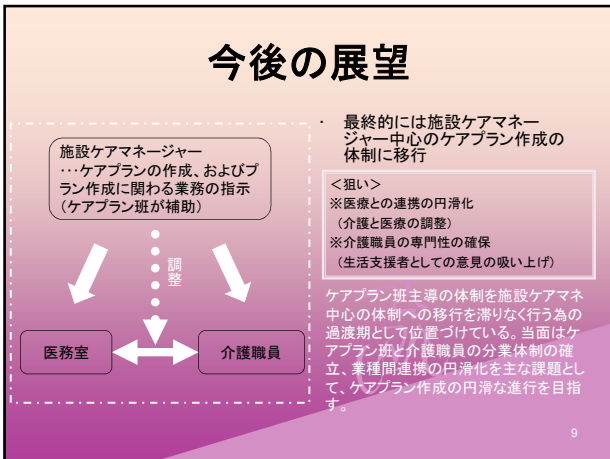 今後の展望
施設ケアマネージャー
…ケアプランの作成、およびプ
ラン作成に関わる業務の指示
（ケアプラン班が補助）
調整
医務室
介護職員
・ 最終的には施設ケアマネー
ジャー中心のケアプラン作成の
体制に移行
＜狙い＞
※医療との連携の円滑化
（介護と医療の調整）
※介護職員の専門性の確保
（生活支援者としての意見の吸い上げ）
ケアプラン班主導の体制を施設ケアマネ
中心の体制への移行を滞りなく行う為の
過渡期として位置づけている。当面はケ
アプラン班と介護職員の分業体制の確
立、業種間連携の円滑化を主な課題とし
て、ケアプラン作成の円滑な進行を目指
す。
9